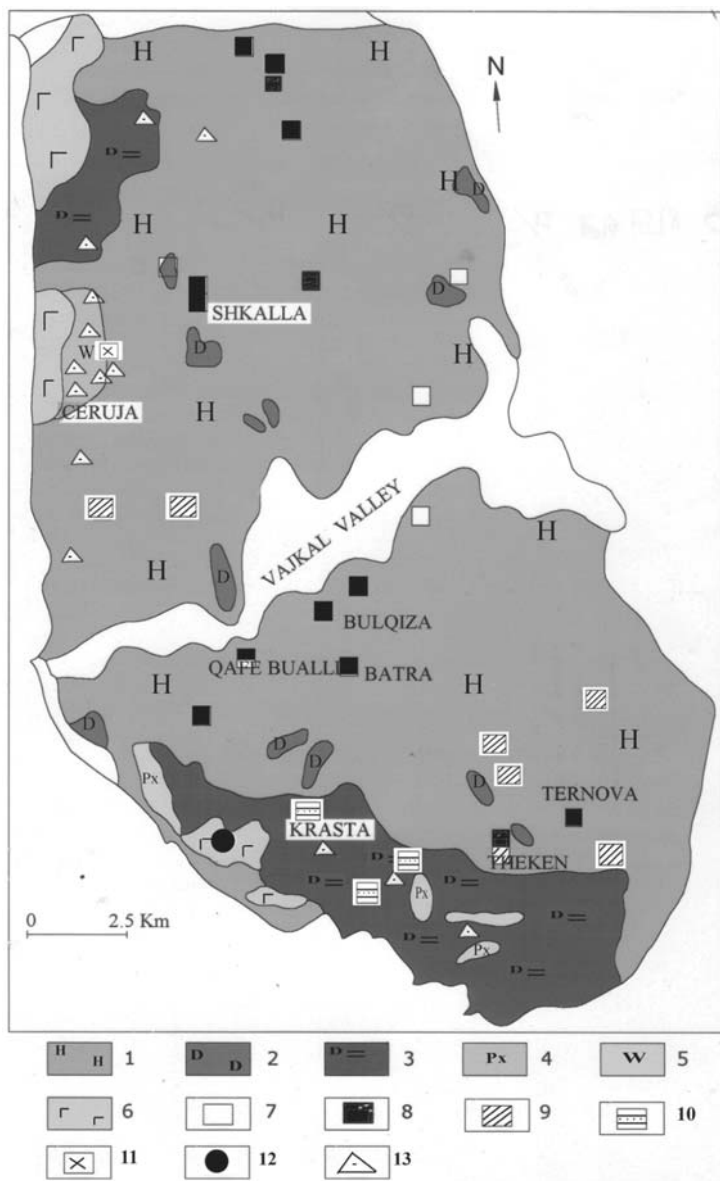 H H
N
D =
H D
D = H H
D
SHKALLA
D
W H
CERUJA H
VAJKAL VALLEY
H H
D
BULQIZA
QAFE BUALLI BATRA
H H
D H
D D
Px
D TERNOVA
KRASTA
THEKEN
D =
D = D =
Px
D =
0 2.5 Km D =
Px D =
H H 1 D D 2 D = 3 Px 4 W 5
6 7 8 9 10
11 12 13